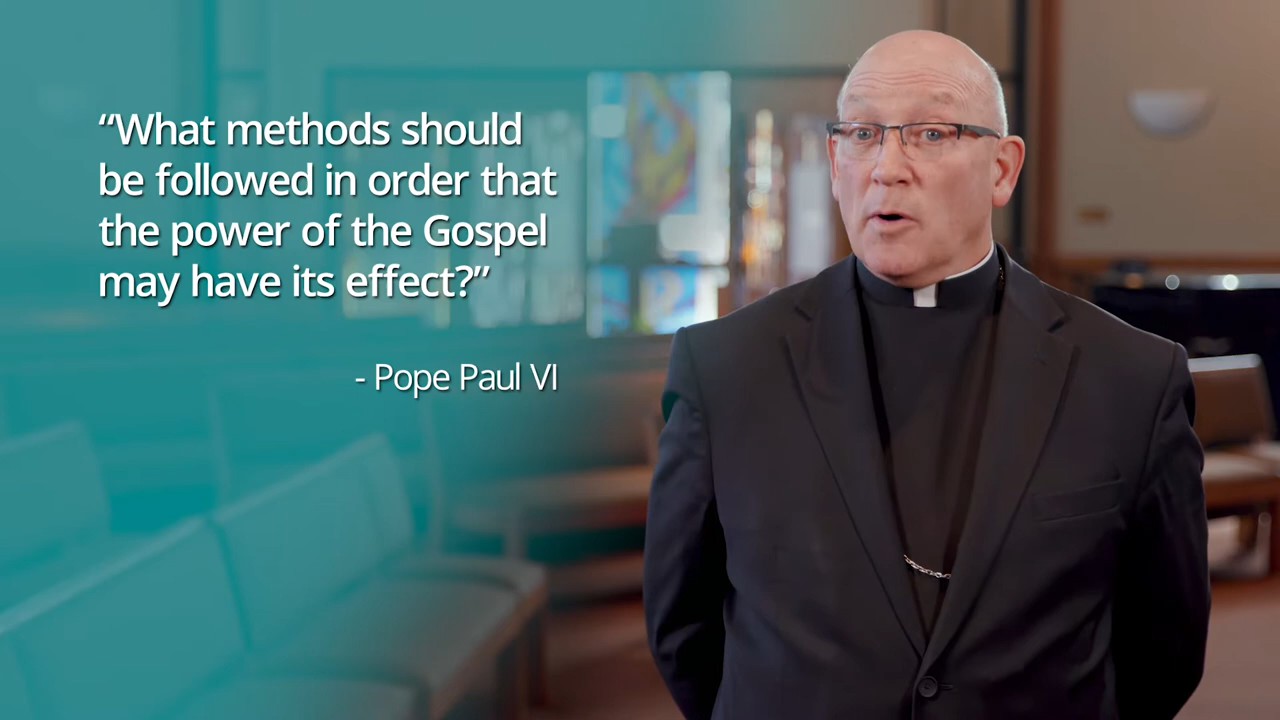 “What methods should
be followed in order that
the power of the Gospel
may have its effect?”
- Pope Paul VI